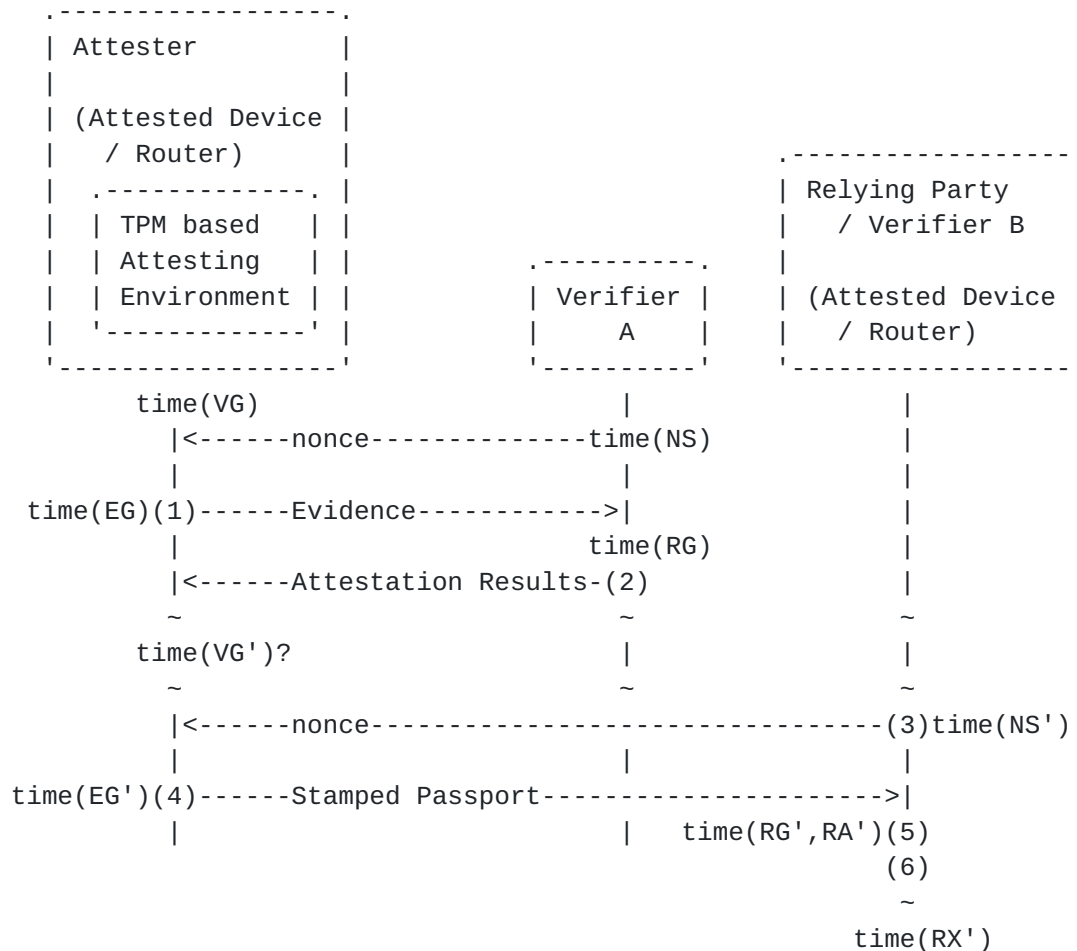 .------------------.
| Attester         |
|                  |
| (Attested Device |
|   / Router)      |                            .------------------
|  .-------------. |                            | Relying Party
|  | TPM based   | |                            |   / Verifier B
|  | Attesting   | |            .----------.    |
|  | Environment | |            | Verifier |    | (Attested Device
|  '-------------' |            |     A    |    |   / Router)
'------------------'            '----------'    '------------------
      time(VG)                        |                 |
        |<------nonce--------------time(NS)             |
        |                             |                 |
time(EG)(1)------Evidence------------>|                 |
        |                          time(RG)             |
        |<------Attestation Results-(2)                 |
        ~                             ~                 ~
      time(VG')?                      |                 |
        ~                             ~                 ~
        |<------nonce---------------------------------(3)time(NS')
        |                             |                 |
time(EG')(4)------Stamped Passport---------------------->|
        |                             |   time(RG',RA')(5)
                                                      (6)
                                                       ~
                                                    time(RX')